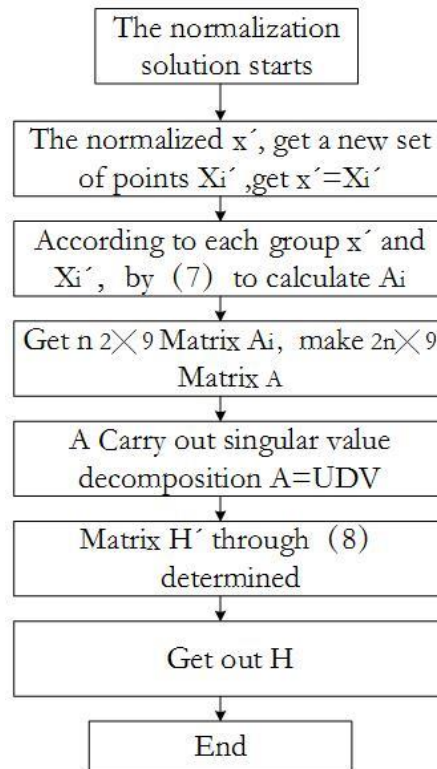 The normalization
solution starts
The normalized x´, get a new set
of points Xi´ ,get x´=Xi´
According to each group x´ and
Xi´, by（7）to calculate Ai
Get n 2╳9 Matrix Ai, make 2n╳9
Matrix A
A Carry out singular value
decomposition A=UDV
Matrix H´ through（8）
determined
Get out H
End